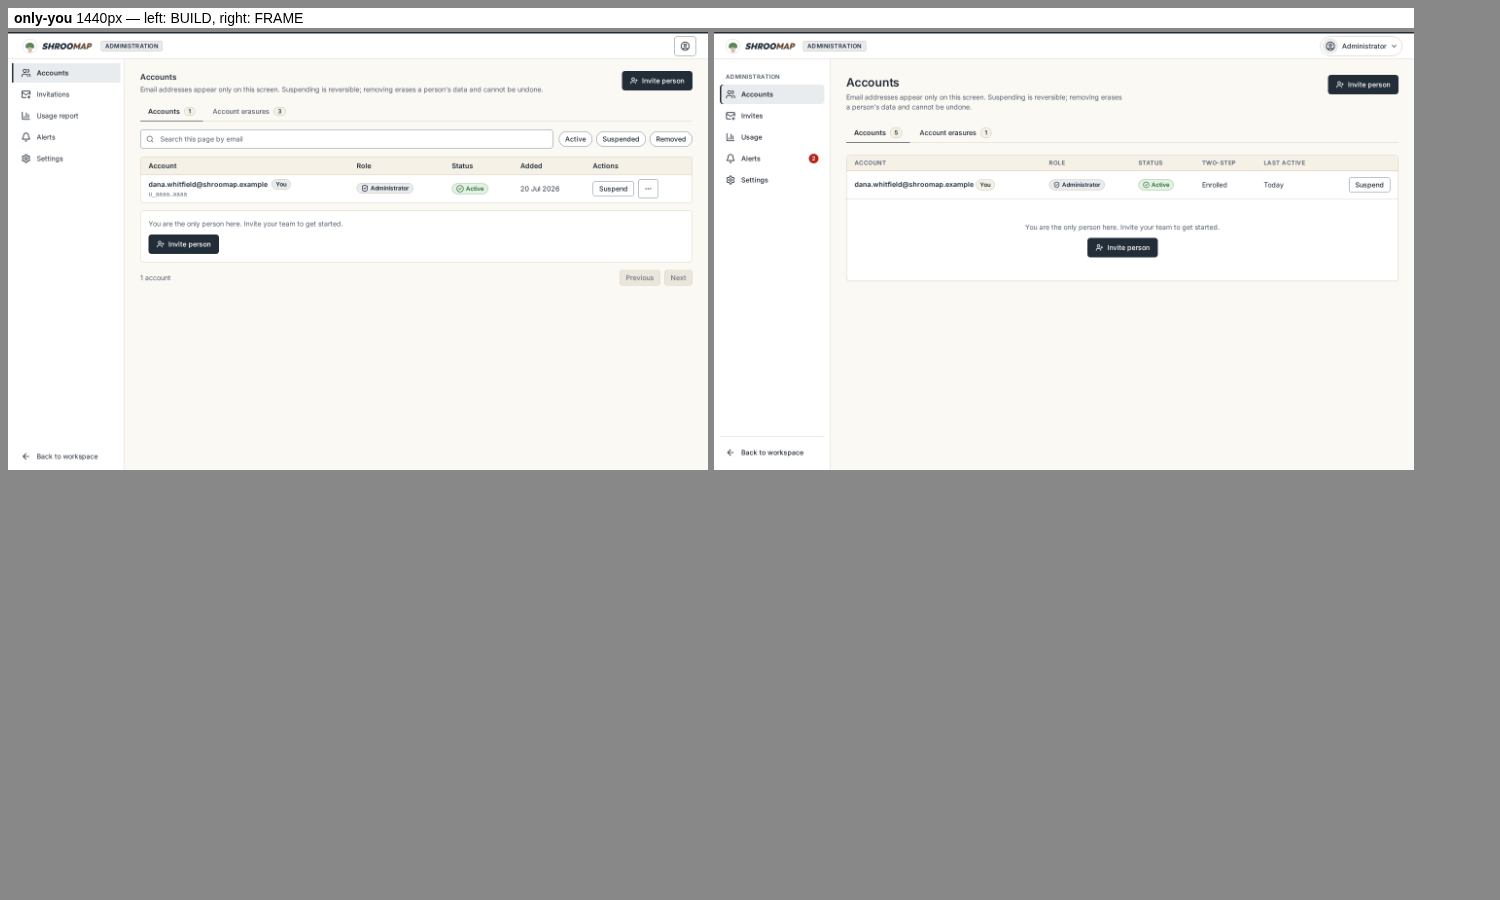 only-you 1440px — left: BUILD, right: FRAME
SHROOMAP ADMINISTRATION
Accounts
Invitations
Usage report
Alerts
Settings
Back to workspace
Accounts
Email addresses appear only on this screen. Suspending is reversible; removing erases a person's data and cannot be undone.
Invite person
Accounts 1 Account erasures 3
Search this page by email
Active Suspended Removed
Account Role Status Added Actions
dana.whitfield@shroomap.example You Administrator Active 20 Jul 2026 Suspend ...
You are the only person here. Invite your team to get started.
Invite person
1 account
Previous Next
SHROOMAP ADMINISTRATION
Administrator
ADMINISTRATION
Accounts
Invites
Usage
Alerts 2
Settings
Back to workspace
Accounts
Email addresses appear only on this screen. Suspending is reversible; removing erases
a person's data and cannot be undone.
Invite person
Accounts 5 Account erasures 1
ACCOUNT ROLE STATUS TWO-STEP LAST ACTIVE
dana.whitfield@shroomap.example You Administrator Active Enrolled Today Suspend
You are the only person here. Invite your team to get started.
Invite person